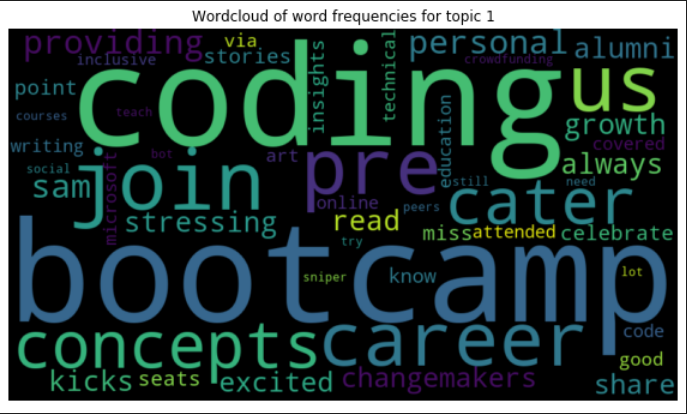 Wordcloud of word frequencies for topic 1
providing
via
personal
alumni
inclusive
stories
insights
technical
crowdfunding
point
coding
us
courses
teach
growth
writing
microsoft
bot
art
pre
education
covered
always
social
join
sam
online
still
need
peers
cater
stressing
read
miss
attended
celebrate
try
bootcamp
sniper
know
lot
concepts
career
code
good
kicks
seats
excited
changemakers
share